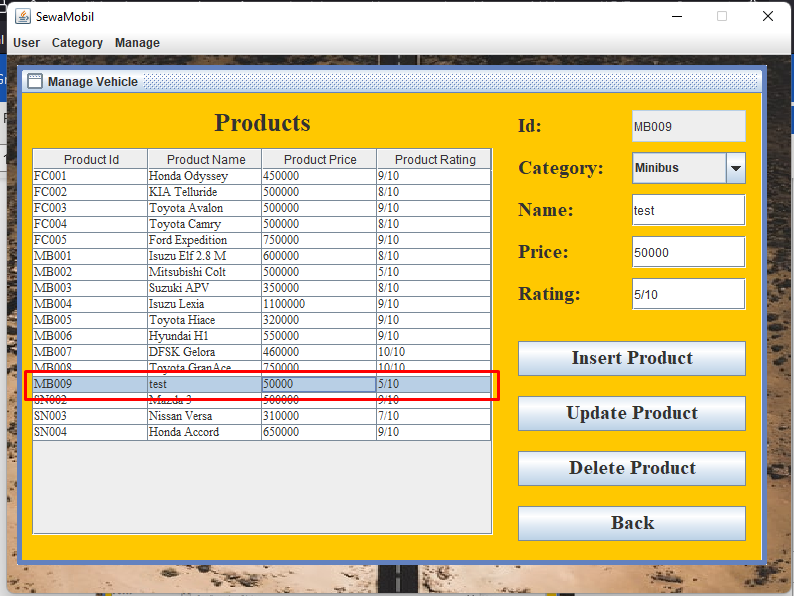 SewaMobil
User Category Manage
Manage Vehicle
Products
Product Id Product Name Product Price Product Rating
FC001 Honda Odyssey 450000 9/10
FC002 KIA Telluride 500000 8/10
FC003 Toyota Avalon 500000 9/10
FC004 Toyota Camry 500000 8/10
FC005 Ford Expedition 750000 9/10
MB001 Isuzu Elf 2.8 M 600000 8/10
MB002 Mitsubishi Colt 500000 5/10
MB003 Suzuki APV 350000 8/10
MB004 Isuzu Lexia 1100000 9/10
MB005 Toyota Hiace 320000 9/10
MB006 Hyundai H1 550000 9/10
MB007 DFSK Gelora 460000 10/10
MB008 Toyota GranAce 750000 10/10
MB009 test 50000 5/10
SN002 Mazda 3 500000 9/10
SN003 Nissan Versa 310000 7/10
SN004 Honda Accord 650000 9/10
Id: MB009
Category: Minibus
Name: test
Price: 50000
Rating: 5/10
Insert Product
Update Product
Delete Product
Back